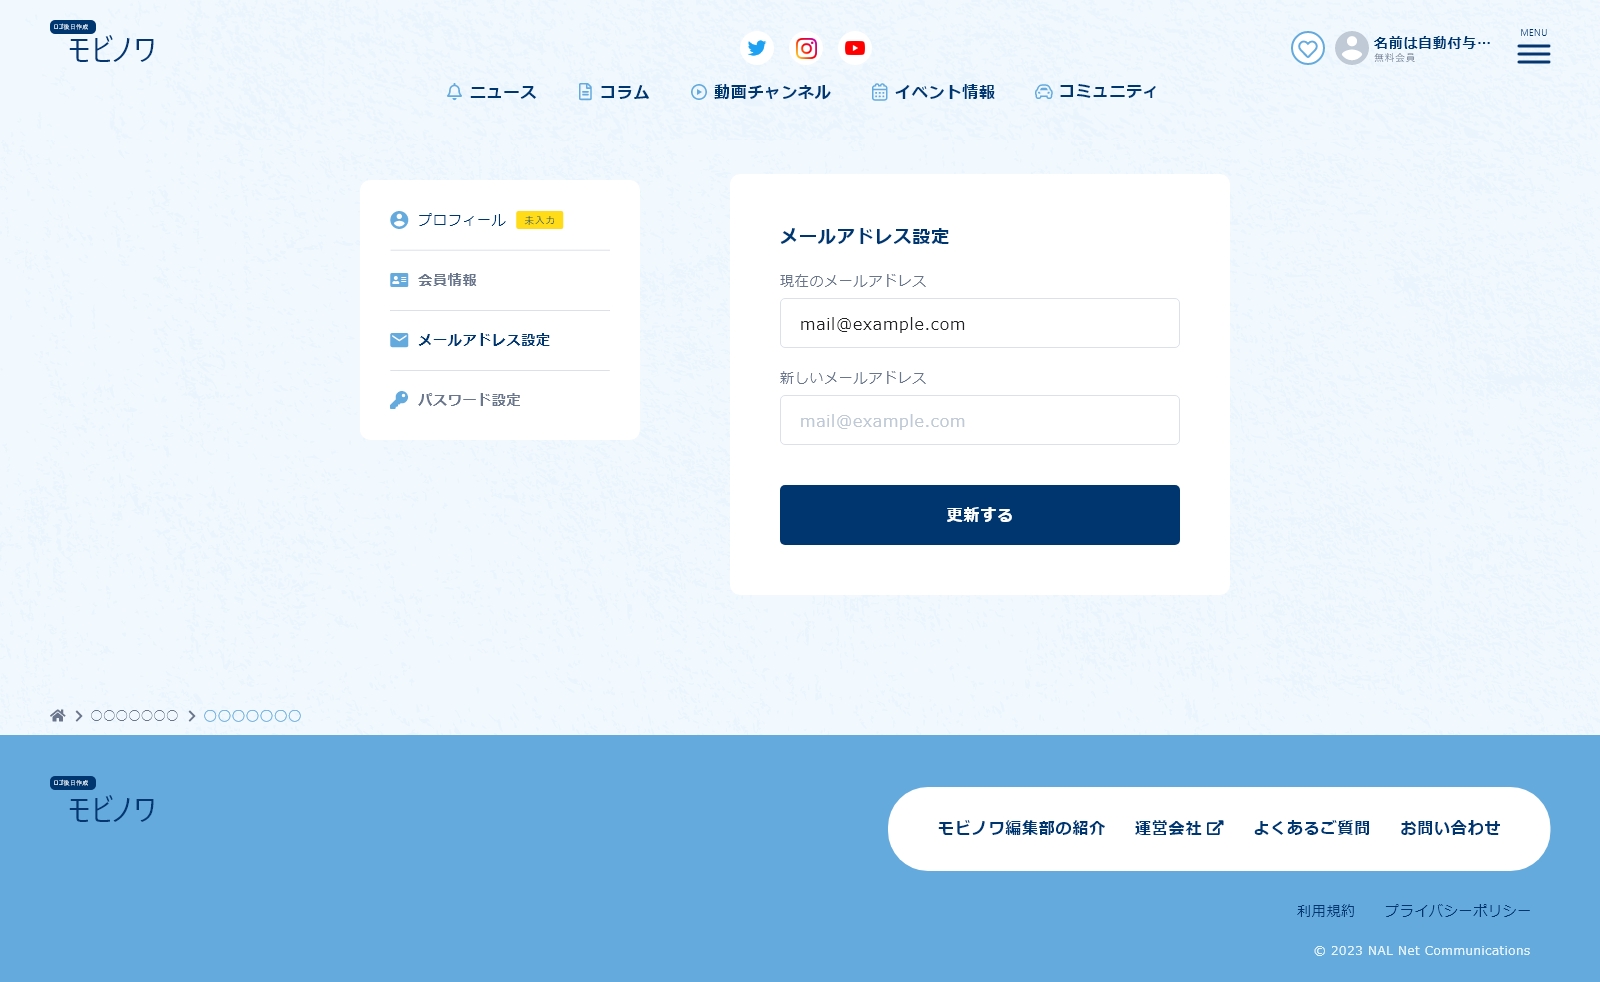 ロゴ後日作成
モビノワ
名前は自動付与…
無料会員
MENU
ニュース
コラム
動画チャンネル
イベント情報
コミュニティ
プロフィール 未入力
会員情報
メールアドレス設定
パスワード設定
メールアドレス設定
現在のメールアドレス
mail@example.com
新しいメールアドレス
mail@example.com
更新する
〇〇〇〇〇〇〇
〇〇〇〇〇〇〇
ロゴ後日作成
モビノワ
モビノワ編集部の紹介
運営会社
よくあるご質問
お問い合わせ
利用規約
プライバシーポリシー
© 2023 NAL Net Communications